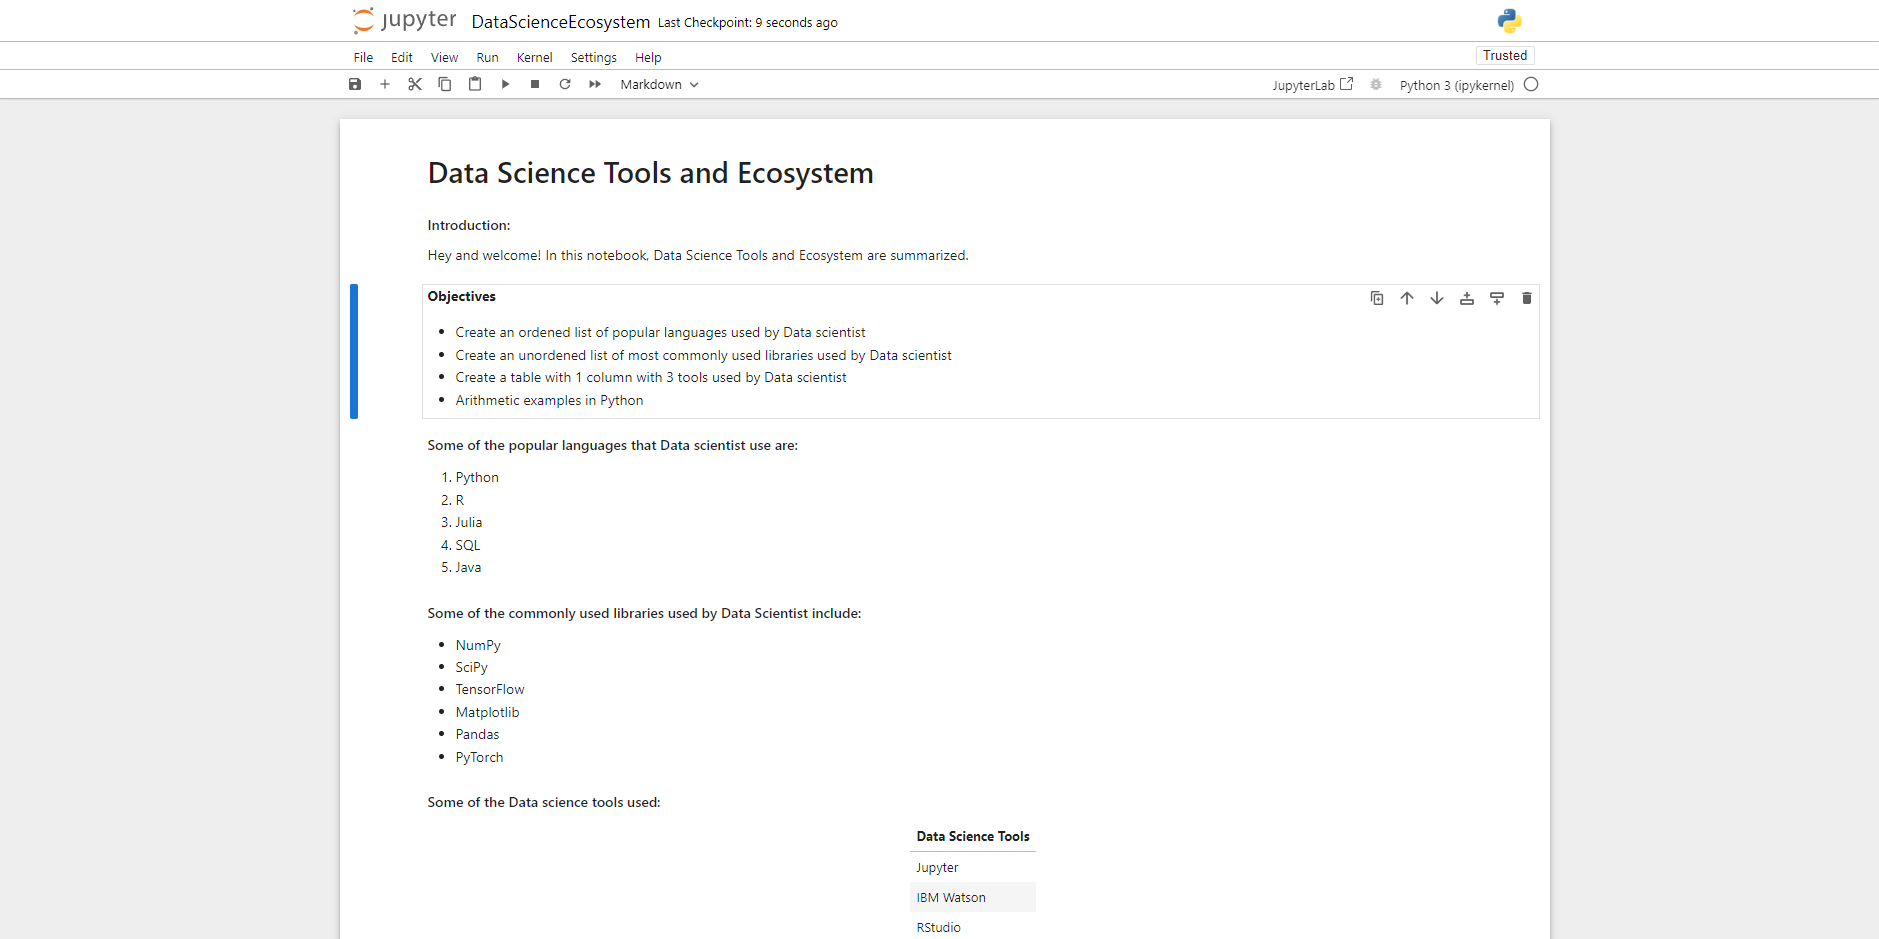 jupyter DataScienceEcosystem Last Checkpoint: 9 seconds ago
File Edit View Run Kernel Settings Help Trusted
Markdown JupyterLab Python 3 (ipykernel)
Data Science Tools and Ecosystem
Introduction:
Hey and welcome! In this notebook, Data Science Tools and Ecosystem are summarized.
Objectives
• Create an ordened list of popular languages used by Data scientist
• Create an unordened list of most commonly used libraries used by Data scientist
• Create a table with 1 column with 3 tools used by Data scientist
• Arithmetic examples in Python
Some of the popular languages that Data scientist use are:
1. Python
2. R
3. Julia
4. SQL
5. Java
Some of the commonly used libraries used by Data Scientist include:
• NumPy
• SciPy
• TensorFlow
• Matplotlib
• Pandas
• PyTorch
Some of the Data science tools used:
Data Science Tools
Jupyter
IBM Watson
RStudio